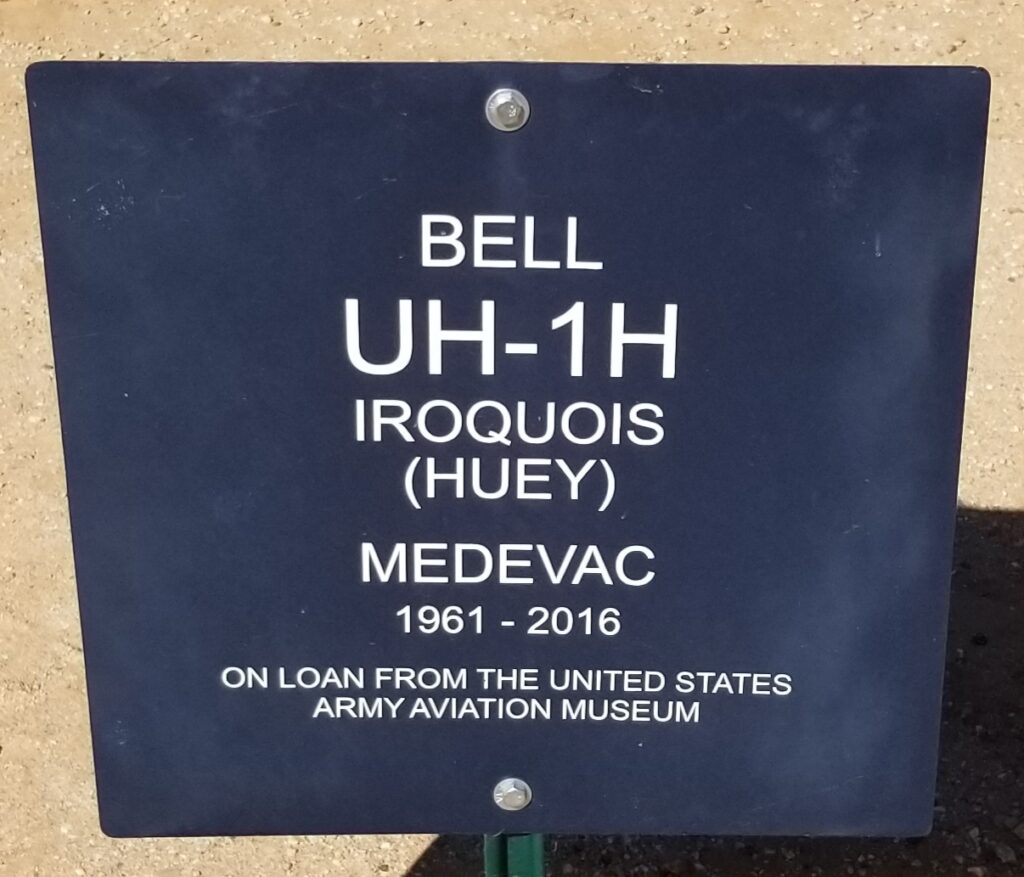 BELL
UH-1H
IROQUOIS
(HUEY)
MEDEVAC
1961 - 2016
ON LOAN FROM THE UNITED STATES
ARMY AVIATION MUSEUM